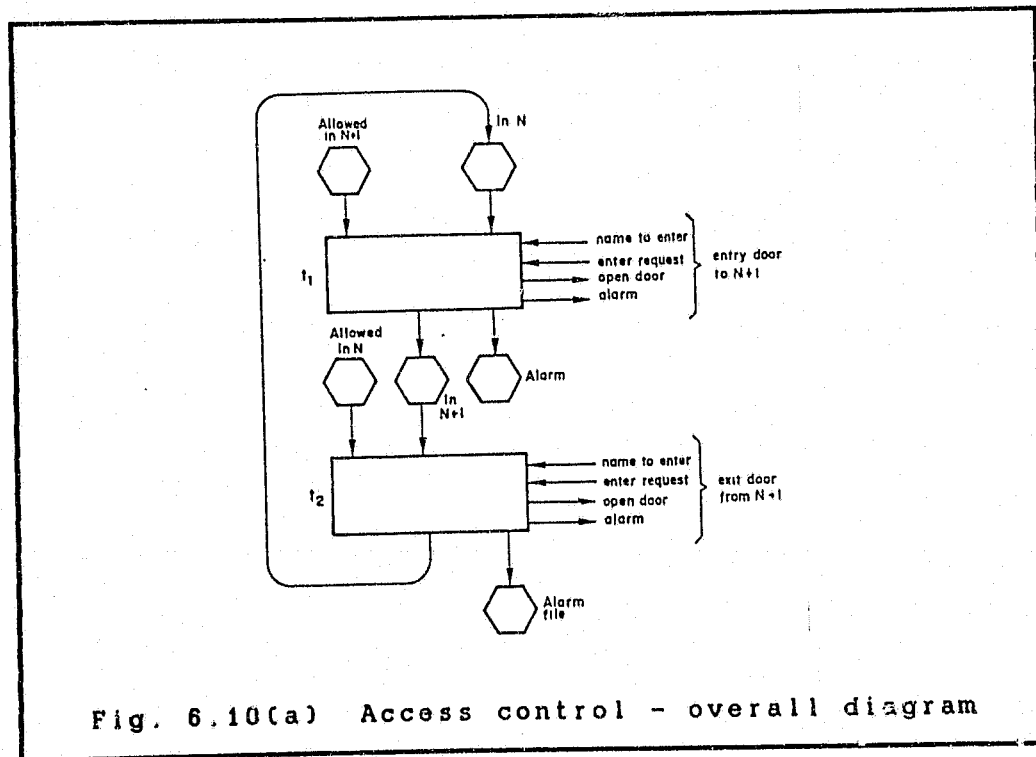 In N
Allowed
in N+1
name to enter
enter request
open door
alarm
entry door
to N+1
t1
Allowed
in N
In
N+1
Alarm
name to enter
enter request
open door
alarm
exit door
from N+1
t2
Alarm
file
Fig. 6.10(a) Access control - overall diagram